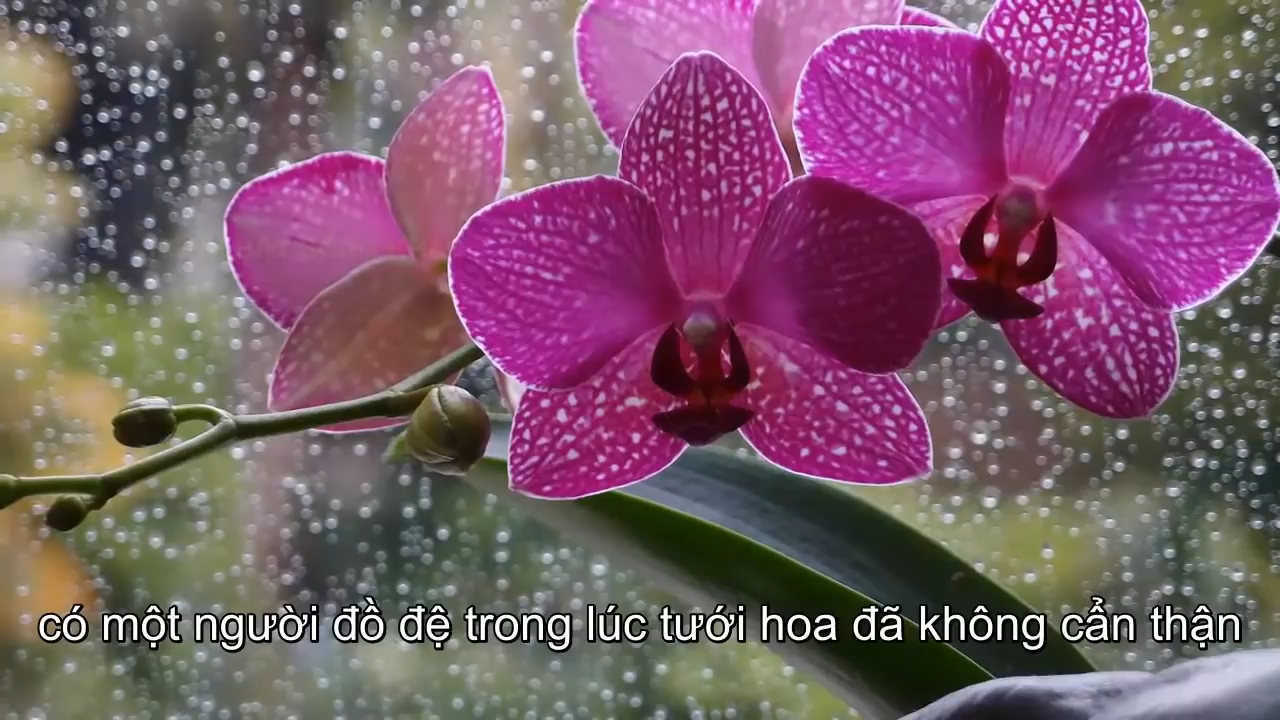 có một người đồ đệ trong lúc tưới hoa đã không cẩn thận